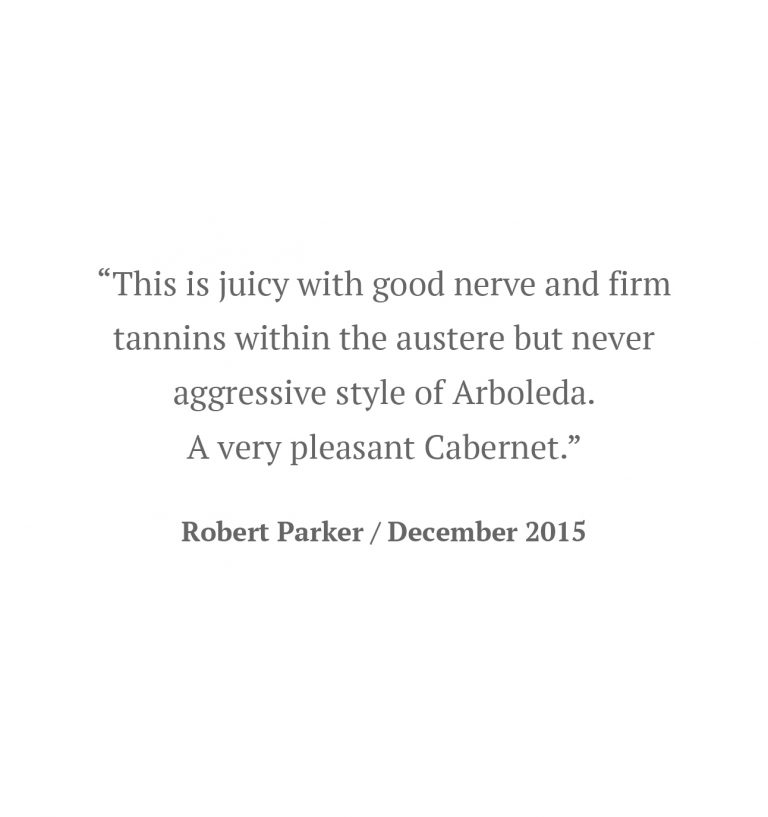 “This is juicy with good nerve and firm
tannins within the austere but never
aggressive style of Arboleda.
A very pleasant Cabernet.”
Robert Parker / December 2015